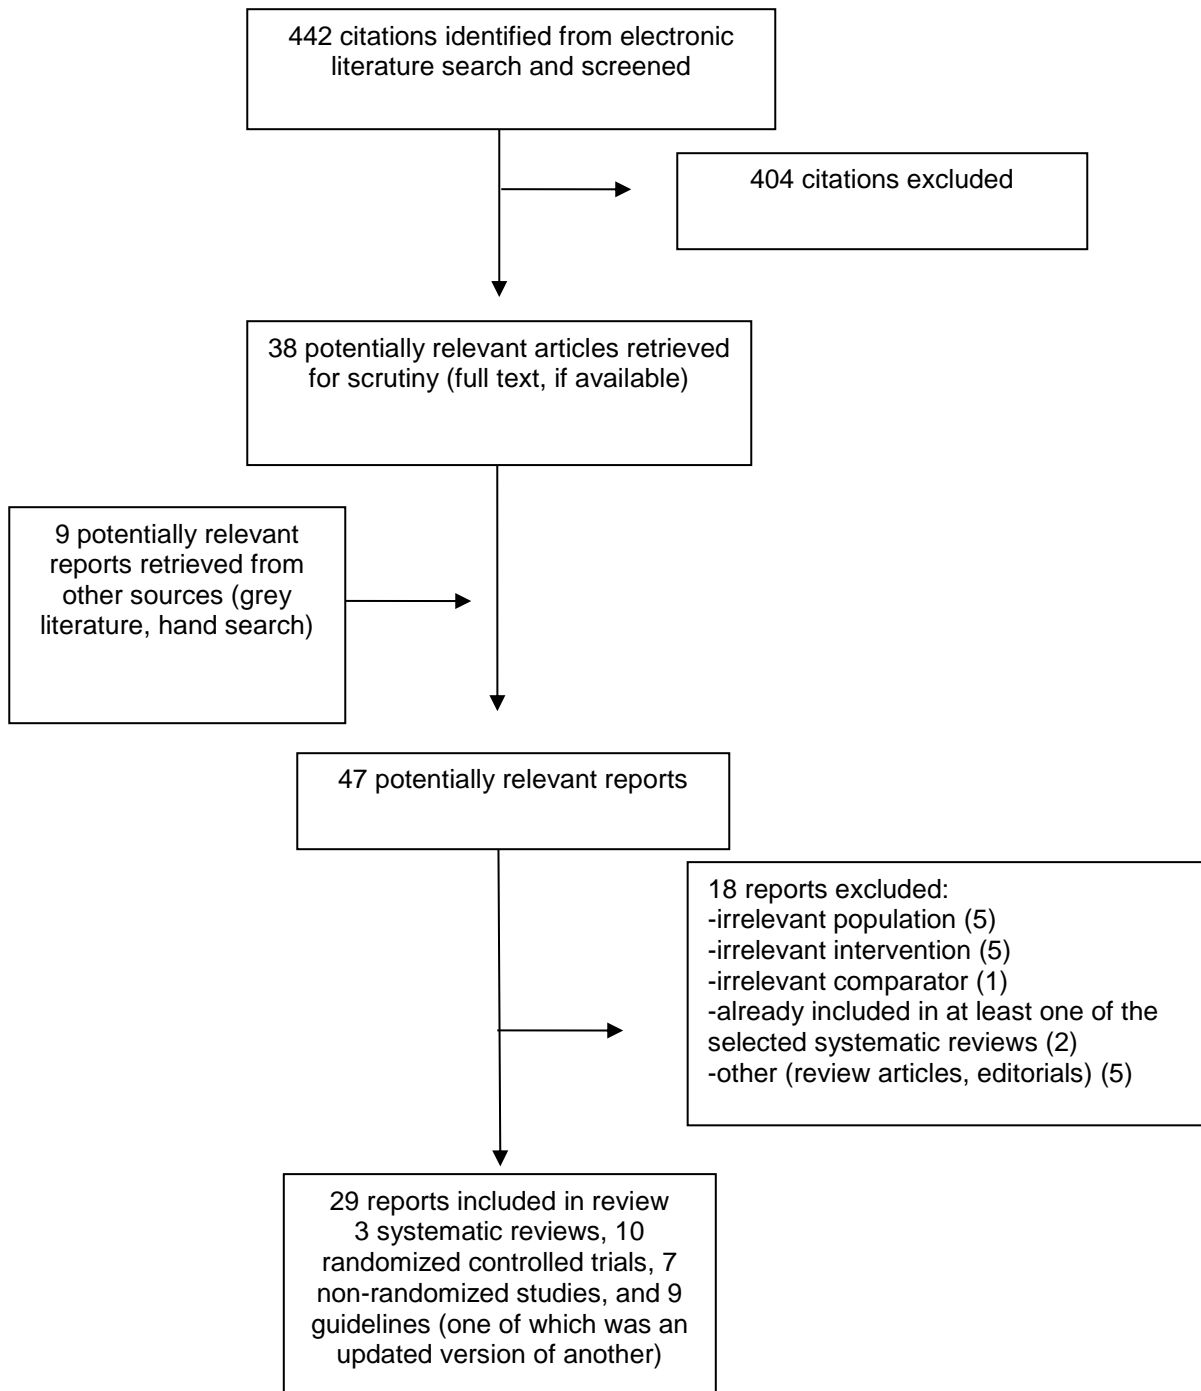 442 citations identified from electronic
literature search and screened
404 citations excluded
38 potentially relevant articles retrieved
for scrutiny (full text, if available)
9 potentially relevant
reports retrieved from
other sources (grey
literature, hand search)
47 potentially relevant reports
18 reports excluded:
-irrelevant population (5)
-irrelevant intervention (5)
-irrelevant comparator (1)
-already included in at least one of the
selected systematic reviews (2)
-other (review articles, editorials) (5)
29 reports included in review
3 systematic reviews, 10
randomized controlled trials, 7
non-randomized studies, and 9
guidelines (one of which was an
updated version of another)